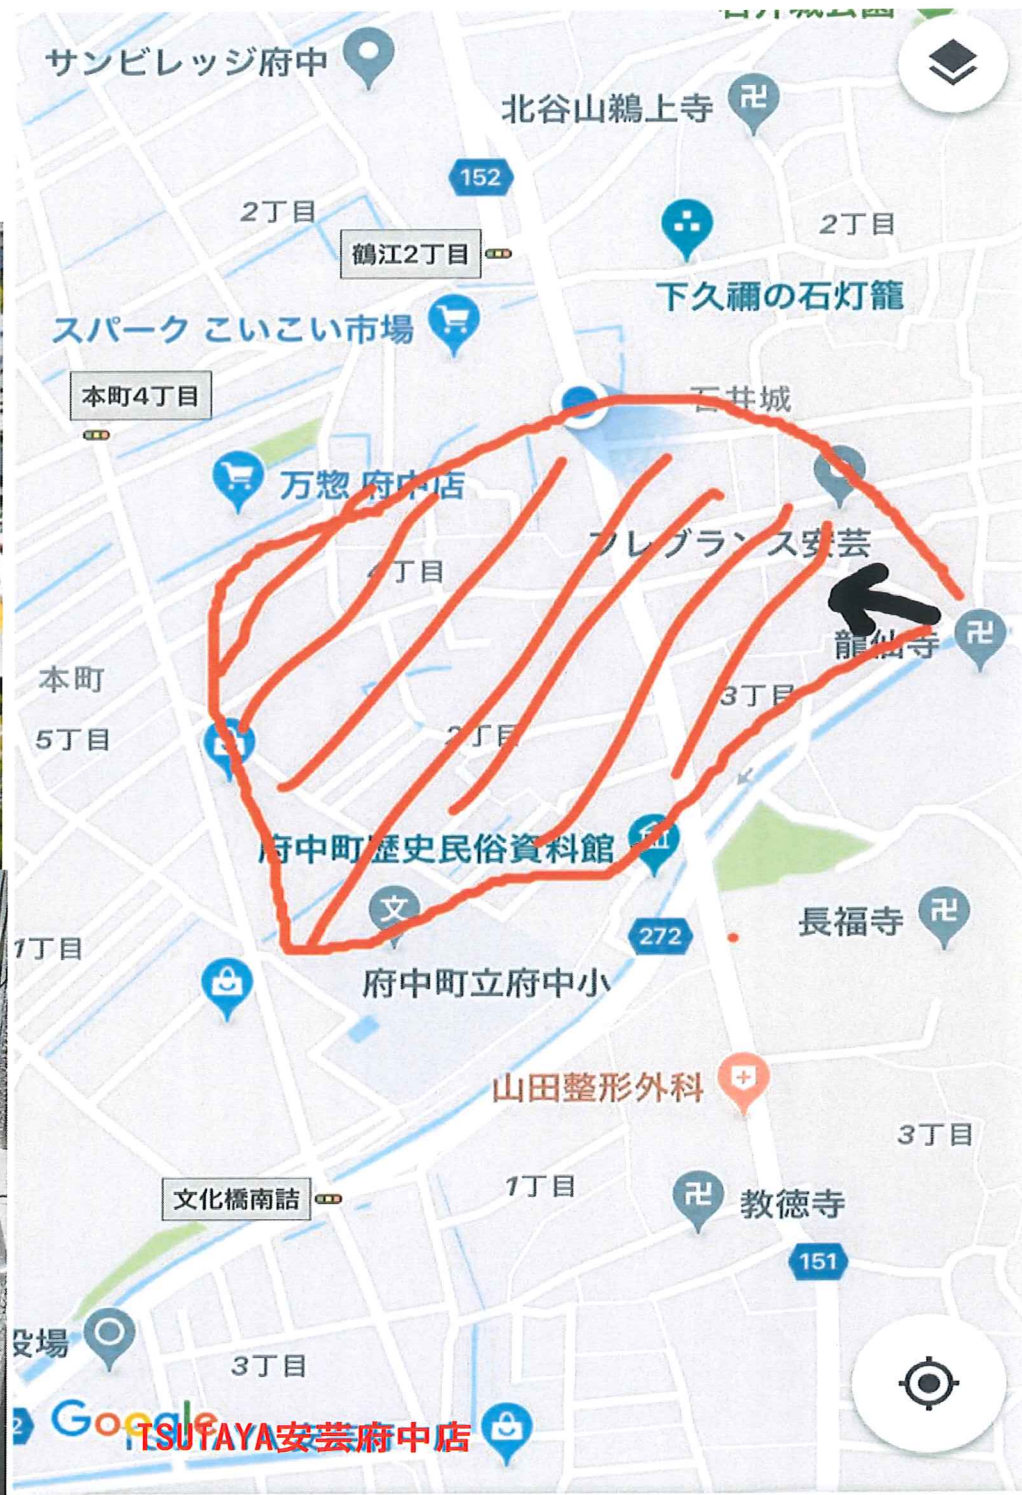 サンビレッジ府中
北谷山鵜上寺
152
2丁目
2丁目
鶴江2丁目
下久禰の石灯籠
スパーク こいこい市場
本町4丁目
石井城
万惣 府中店
フレグランス安芸
4丁目
龍仙寺
本町
3丁目
5丁目
2丁目
府中町歴史民俗資料館
文
272
長福寺
1丁目
府中町立府中小
山田整形外科
3丁目
1丁目
文化橋南詰
教徳寺
151
役場
3丁目
2
Google
TSUTAYA安芸府中店